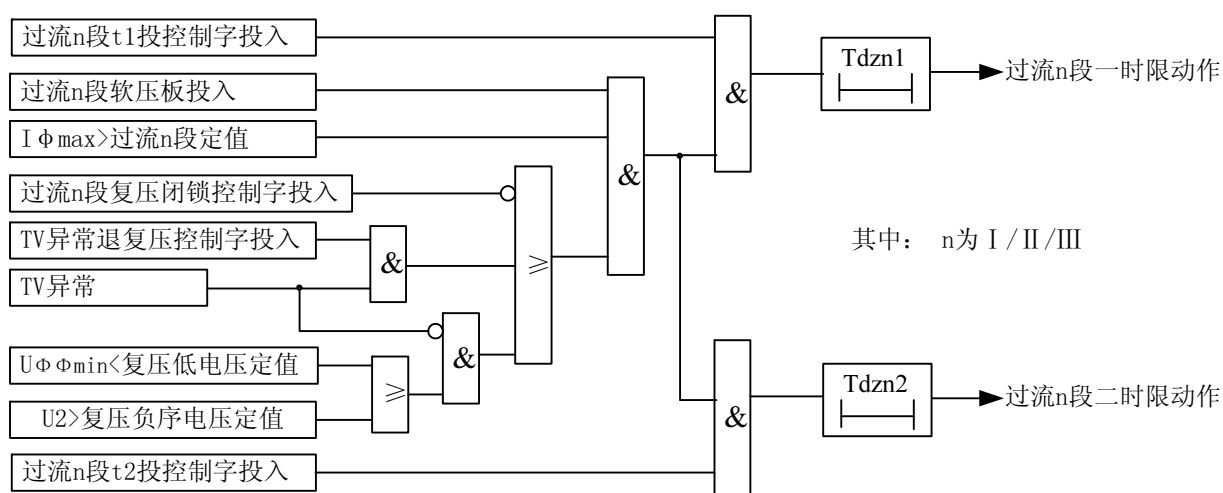 过流n段t1投控制字投入
Tdzn1
过流n段一时限动作
&
过流n段软压板投入
IΦmax>过流n段定值
&
过流n段复压闭锁控制字投入
TV异常退复压控制字投入
&
≥
其中: n为Ⅰ/Ⅱ/Ⅲ
TV异常
&
UΦΦmin<复压低电压定值
≥
Tdzn2
过流n段二时限动作
&
U2>复压负序电压定值
过流n段t2投控制字投入